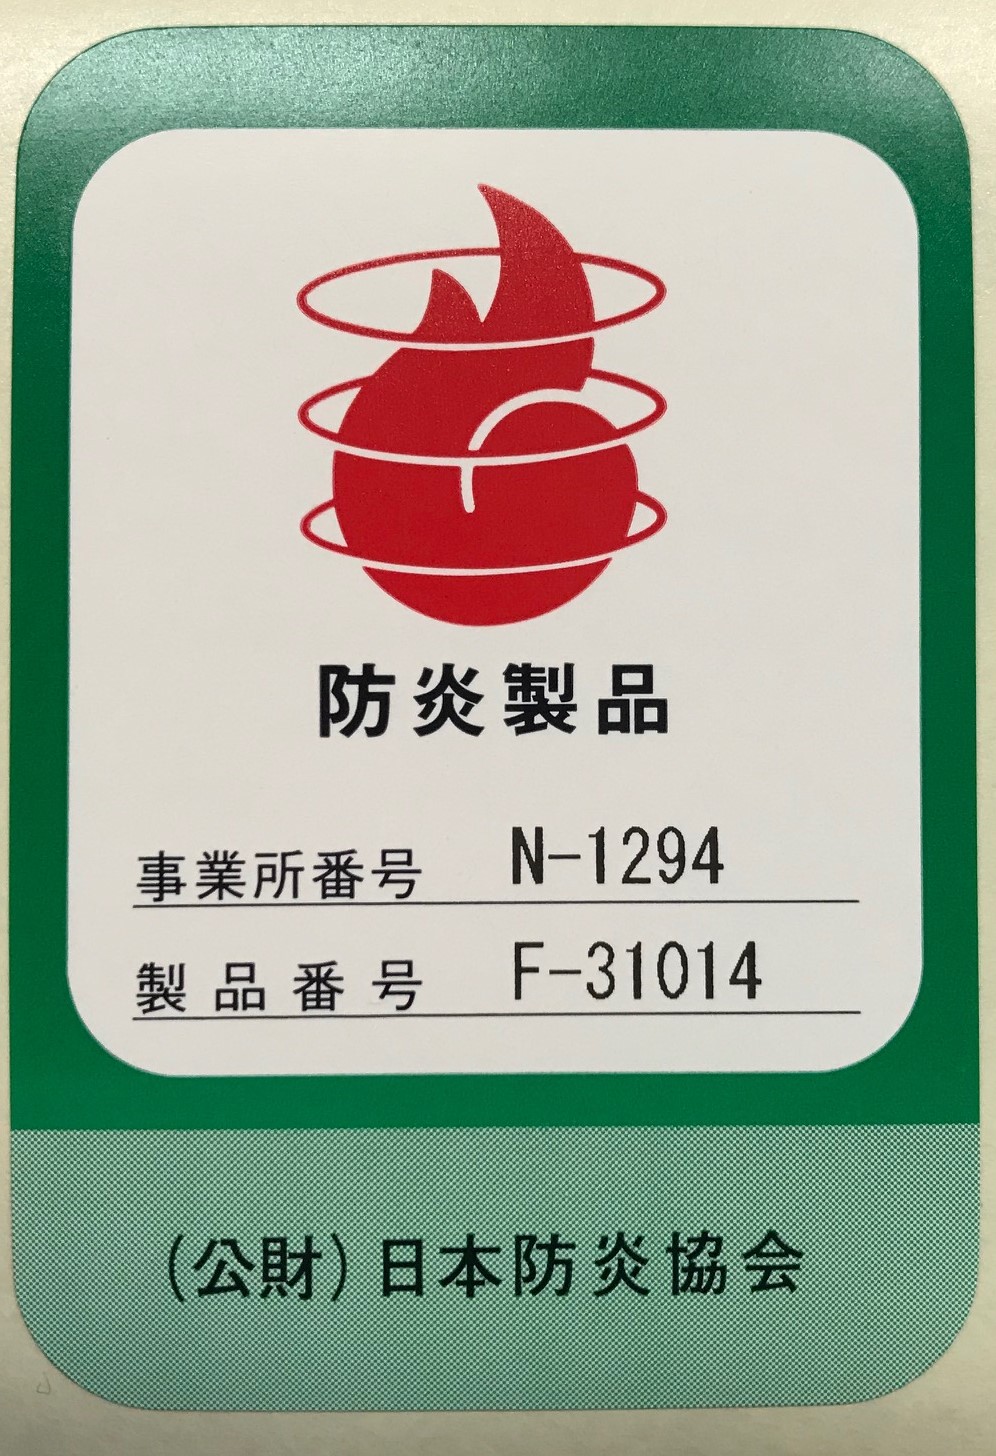 防炎製品
事業所番号 N-1294
製品番号 F-31014
(公財)日本防炎協会